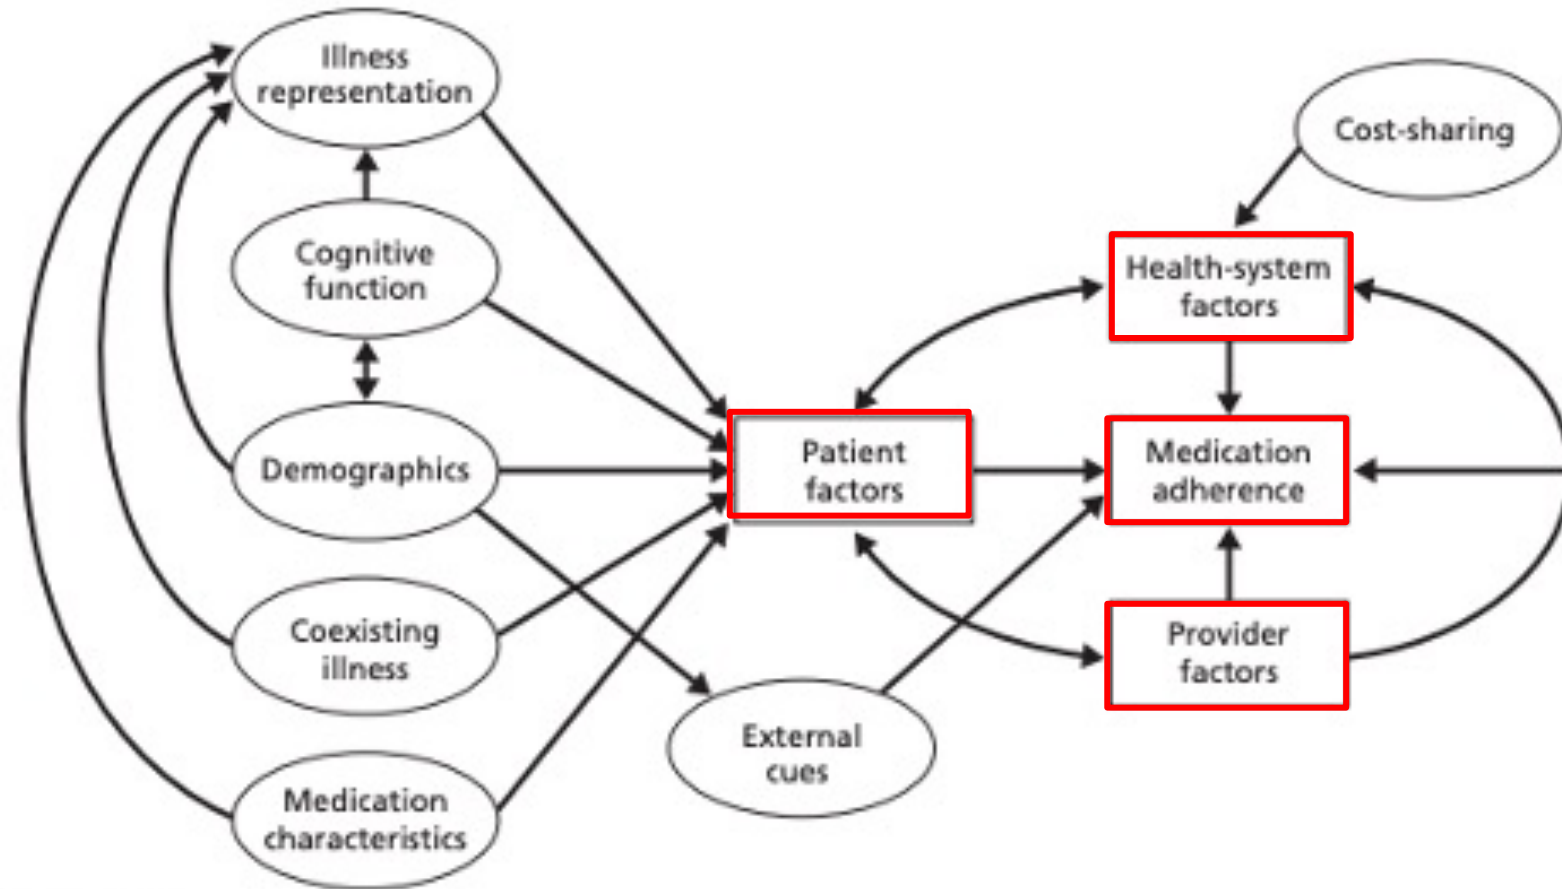 Illness
representation
Cognitive
function
Demographics
Coexisting
illness
Medication
characteristics
Patient
factors
External
cues
Cost-sharing
Health-system
factors
Medication
adherence
Provider
factors